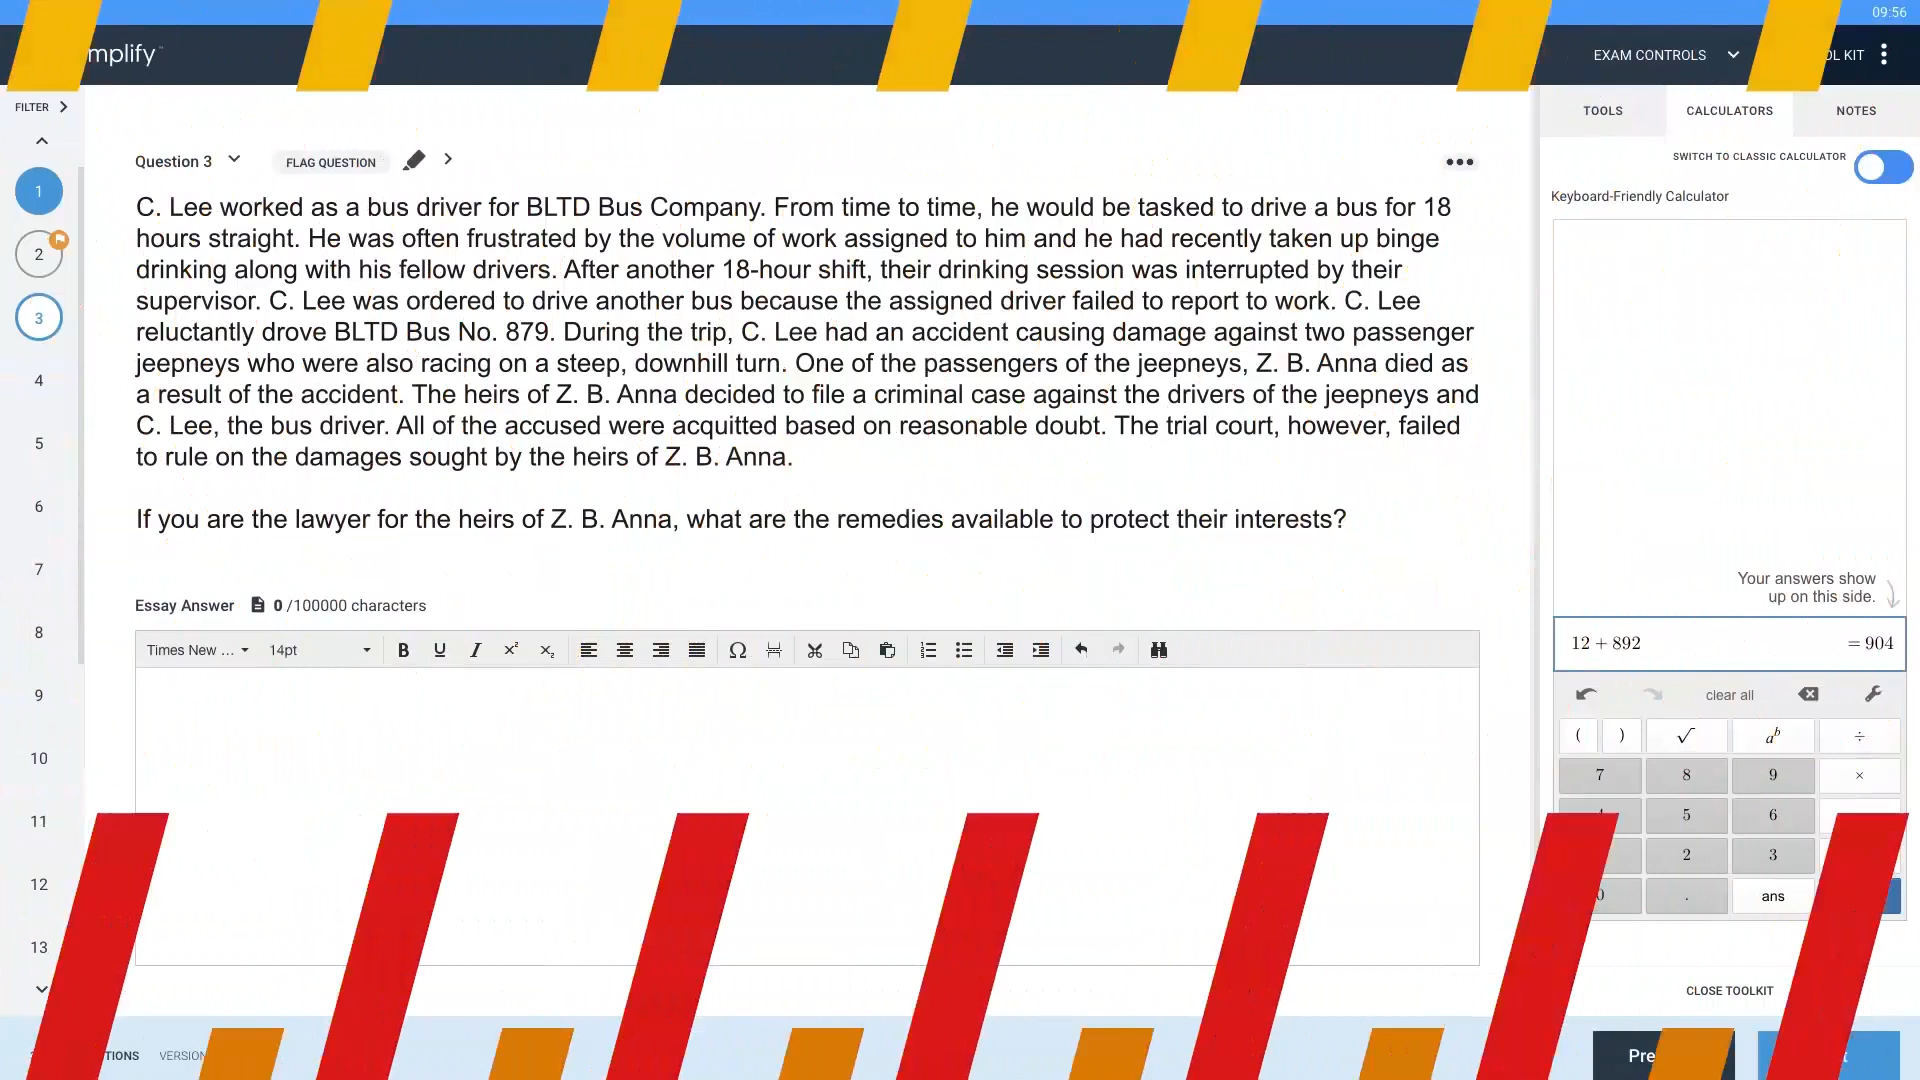 09:56
mplify
EXAM CONTROLS
OL KIT
FILTER
TOOLS
CALCULATORS
NOTES
1
2
3
4
5
6
7
8
9
10
11
12
13
Question 3
FLAG QUESTION
C. Lee worked as a bus driver for BLTD Bus Company. From time to time, he would be tasked to drive a bus for 18
hours straight. He was often frustrated by the volume of work assigned to him and he had recently taken up binge
drinking along with his fellow drivers. After another 18-hour shift, their drinking session was interrupted by their
supervisor. C. Lee was ordered to drive another bus because the assigned driver failed to report to work. C. Lee
reluctantly drove BLTD Bus No. 879. During the trip, C. Lee had an accident causing damage against two passenger
jeepneys who were also racing on a steep, downhill turn. One of the passengers of the jeepneys, Z. B. Anna died as
a result of the accident. The heirs of Z. B. Anna decided to file a criminal case against the drivers of the jeepneys and
C. Lee, the bus driver. All of the accused were acquitted based on reasonable doubt. The trial court, however, failed
to rule on the damages sought by the heirs of Z. B. Anna.
If you are the lawyer for the heirs of Z. B. Anna, what are the remedies available to protect their interests?
Essay Answer 0 /100000 characters
Times New ... 14pt B U I x² x₂ Ω
SWITCH TO CLASSIC CALCULATOR
Keyboard-Friendly Calculator
Your answers show
up on this side.
12 + 892 = 904
clear all
( ) √ aᵇ ÷
7 8 9 ×
5 6
2 3
0 . ans
CLOSE TOOLKIT
TIONS VERSION
Pre